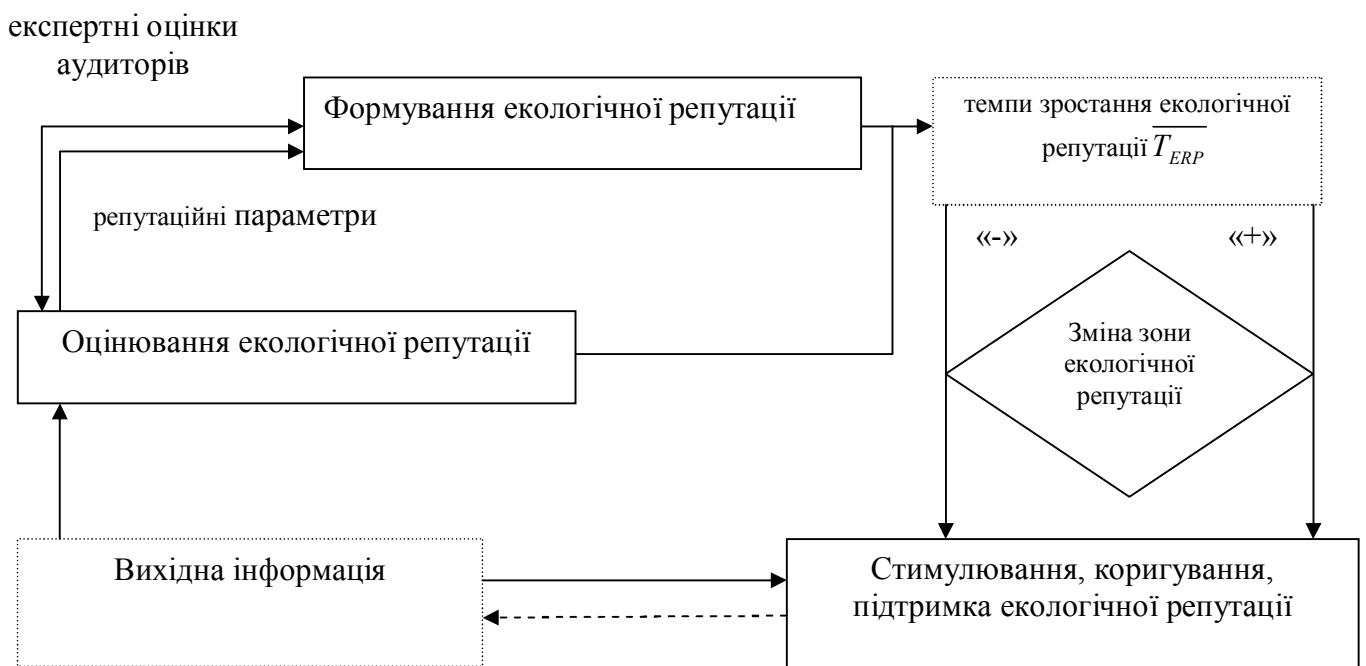 експертні оцінки
аудиторів
Формування екологічної репутації
темпи зростання екологічної
репутації T_ERP
репутаційні параметри
«-»
«+»
Оцінювання екологічної репутації
Зміна зони
екологічної
репутації
Вихідна інформація
Стимулювання, коригування,
підтримка екологічної репутації